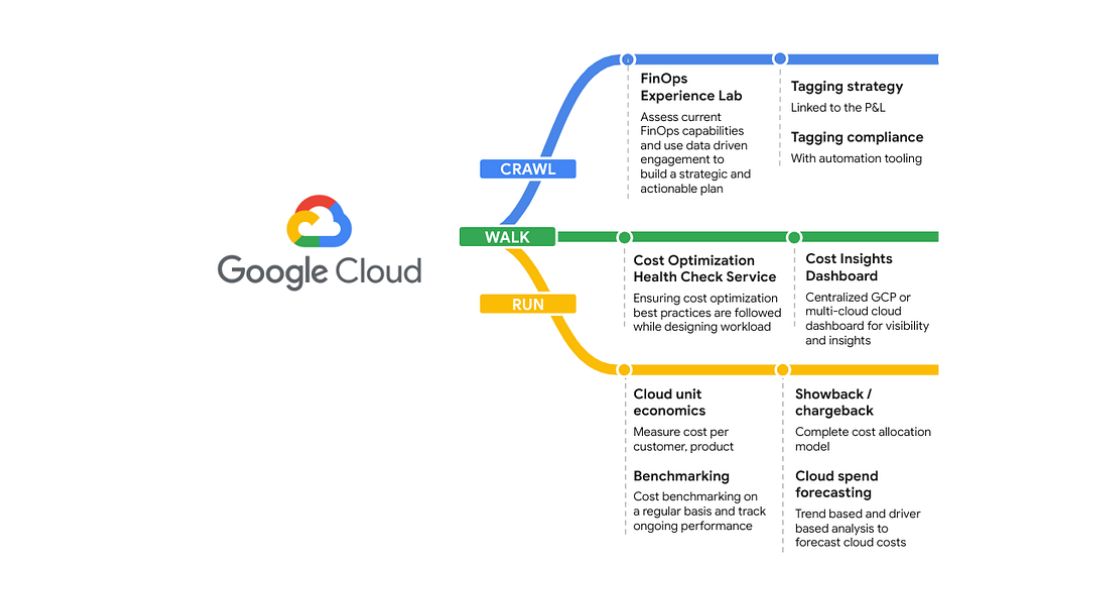 Google Cloud
CRAWL
FinOps
Experience Lab
Assess current
FinOps capabilities
and use data driven
engagement to
build a strategic and
actionable plan
Tagging strategy
Linked to the P&L
Tagging compliance
With automation tooling
WALK
Cost Optimization
Health Check Service
Ensuring cost optimization
best practices are followed
while designing workload
Cost Insights
Dashboard
Centralized GCP or
multi-cloud cloud
dashboard for visibility
and insights
RUN
Cloud unit
economics
Measure cost per
customer, product
Benchmarking
Cost benchmarking on
a regular basis and track
ongoing performance
Showback /
chargeback
Complete cost allocation
model
Cloud spend
forecasting
Trend based and driver
based analysis to
forecast cloud costs